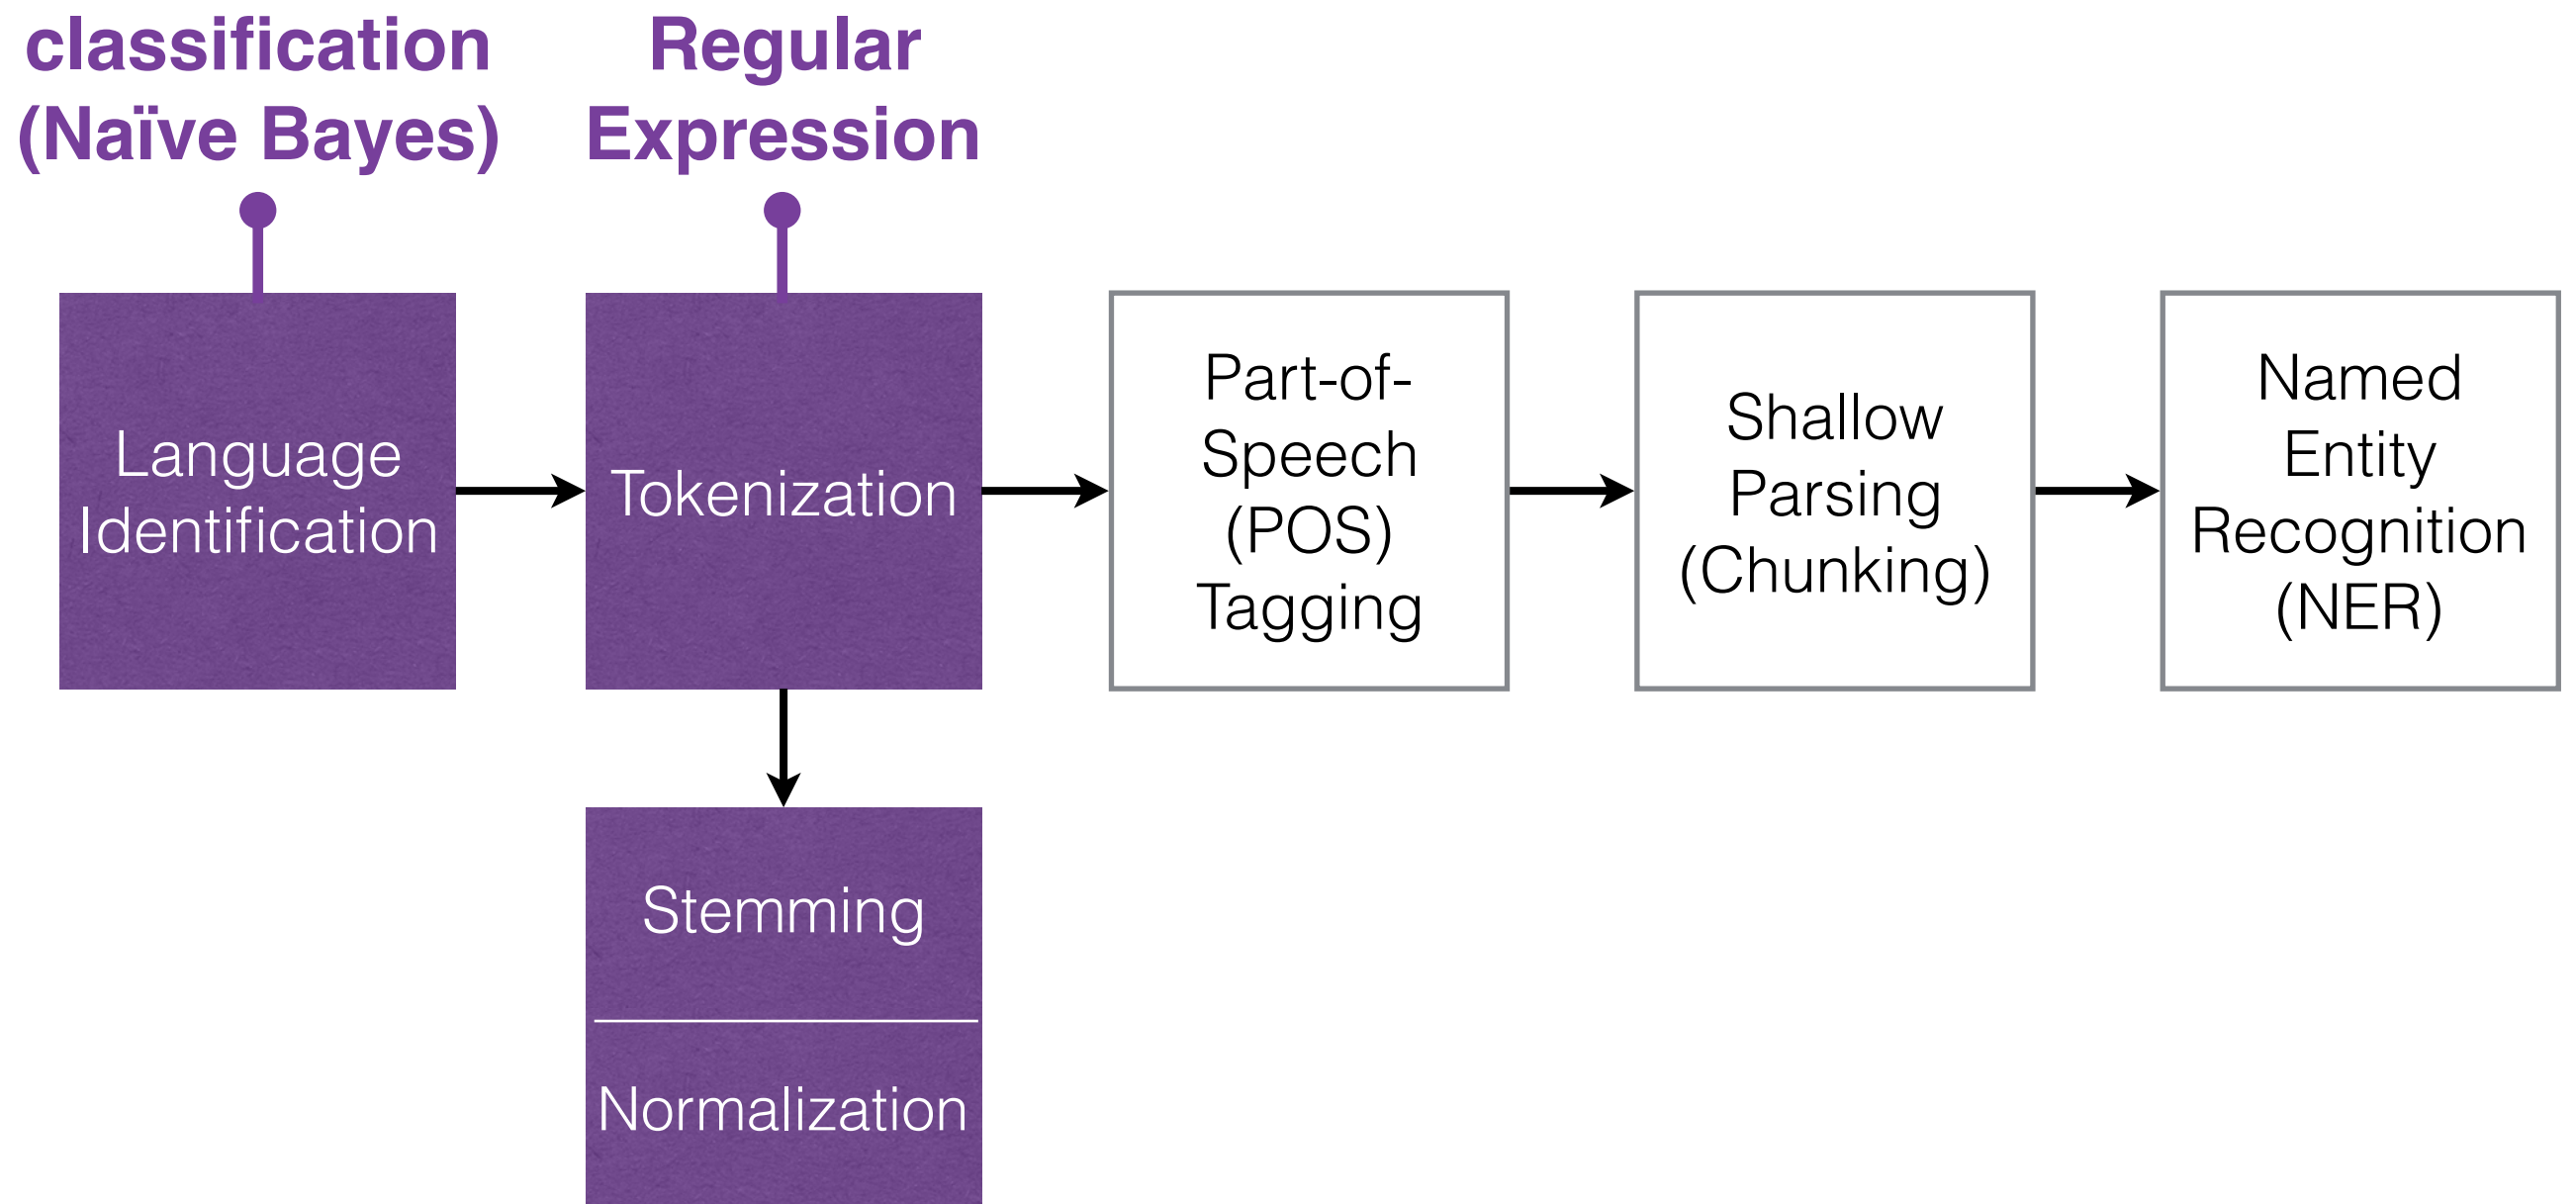 classification
(Naïve Bayes)
Regular
Expression
Language
Identification
Tokenization
Part-of-
Speech
(POS)
Tagging
Shallow
Parsing
(Chunking)
Named
Entity
Recognition
(NER)
Stemming
Normalization